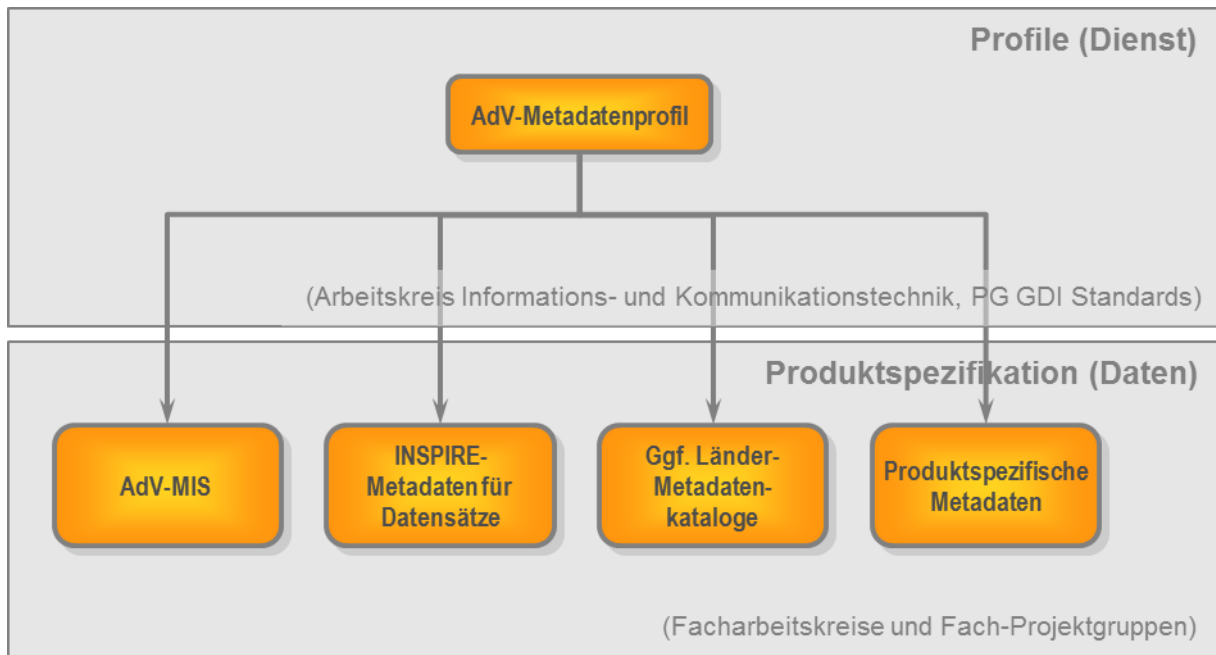 Profile (Dienst)
AdV-Metadatenprofil
(Arbeitskreis Informations- und Kommunikationstechnik, PG GDI Standards)
Produktspezifikation (Daten)
AdV-MIS
INSPIRE-
Metadaten für
Datensätze
Ggf. Länder-
Metadaten-
kataloge
Produktspezifische
Metadaten
(Facharbeitskreise und Fach-Projektgruppen)